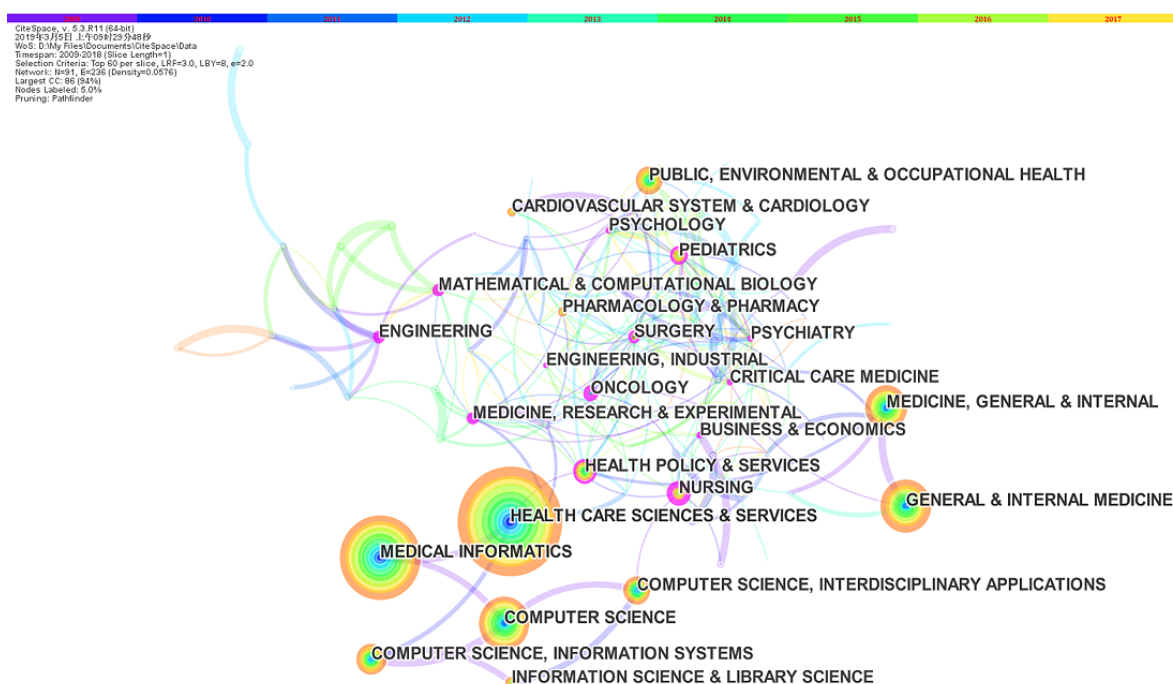 2009 2010 2011 2012 2013 2014 2015 2016 2017
CiteSpace, v. 5.3.R11 (64-bit)
2019年3月5日 上午09时29分48秒
WoS: D:\My Files\Documents\CiteSpace\Data
Timespan: 2009-2018 (Slice Length=1)
Selection Criteria: Top 60 per slice, LRF=3.0, LBY=8, e=2.0
Network: N=91, E=236 (Density=0.0576)
Largest CC: 86 (94%)
Nodes Labeled: 5.0%
Pruning: Pathfinder
PUBLIC, ENVIRONMENTAL & OCCUPATIONAL HEALTH
CARDIOVASCULAR SYSTEM & CARDIOLOGY
PSYCHOLOGY
PEDIATRICS
MATHEMATICAL & COMPUTATIONAL BIOLOGY
PHARMACOLOGY & PHARMACY
ENGINEERING
SURGERY
PSYCHIATRY
ENGINEERING, INDUSTRIAL
CRITICAL CARE MEDICINE
ONCOLOGY
MEDICINE, GENERAL & INTERNAL
MEDICINE, RESEARCH & EXPERIMENTAL
BUSINESS & ECONOMICS
HEALTH POLICY & SERVICES
NURSING
GENERAL & INTERNAL MEDICINE
HEALTH CARE SCIENCES & SERVICES
MEDICAL INFORMATICS
COMPUTER SCIENCE, INTERDISCIPLINARY APPLICATIONS
COMPUTER SCIENCE
COMPUTER SCIENCE, INFORMATION SYSTEMS
INFORMATION SCIENCE & LIBRARY SCIENCE